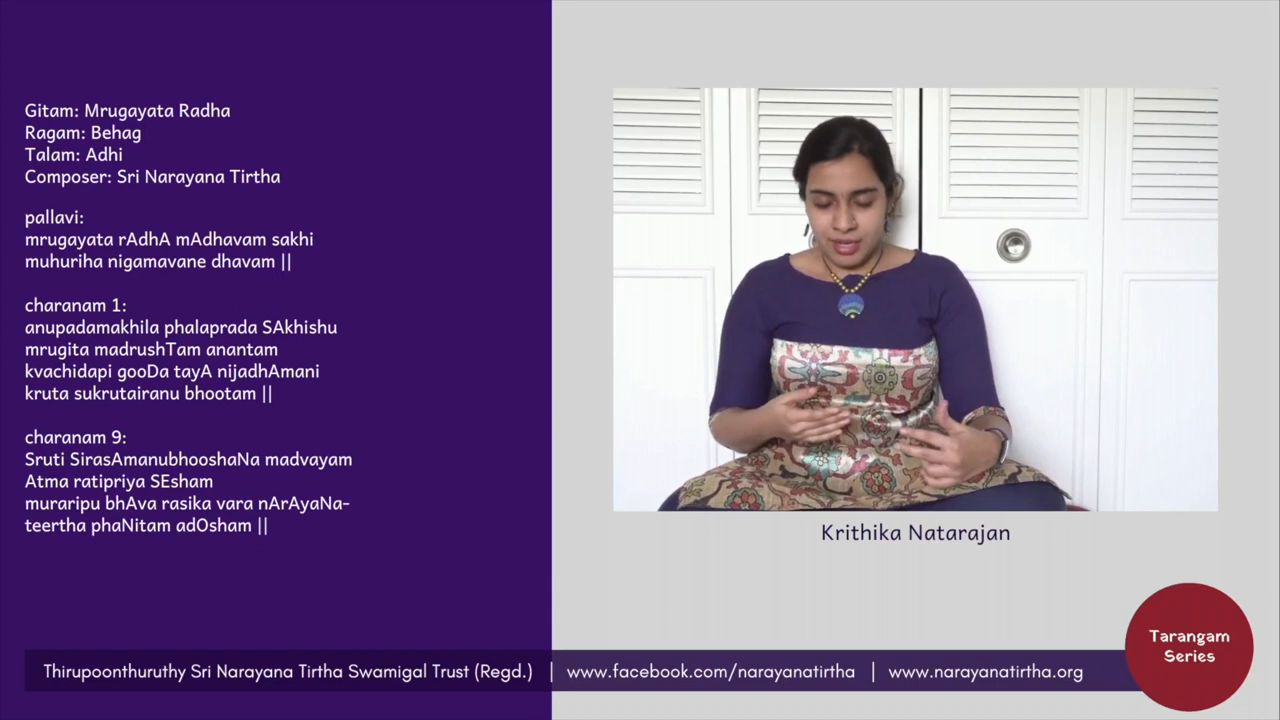 Gitam: Mrugayata Radha
Ragam: Behag
Talam: Adhi
Composer: Sri Narayana Tirtha
pallavi:
mrugayata rAdhA mAdhavam sakhi
muhuriha nigamavane dhavam ||
charanam 1:
anupadamakhila phalaprada SAkhishu
mrugita madrushTam anantam
kvachidapi gooDa tayA nijadhAmani
kruta sukrutairanu bhootam ||
charanam 9:
Sruti SirasAmanubhooshaNa madvayam
Atma ratipriya SEsham
muraripu bhAva rasika vara nArAyaNa-
teertha phaNitam adOsham ||
Krithika Natarajan
Tarangam
Series
Thirupoonthuruthy Sri Narayana Tirtha Swamigal Trust (Regd.) | www.facebook.com/narayanatirtha | www.narayanatirtha.org